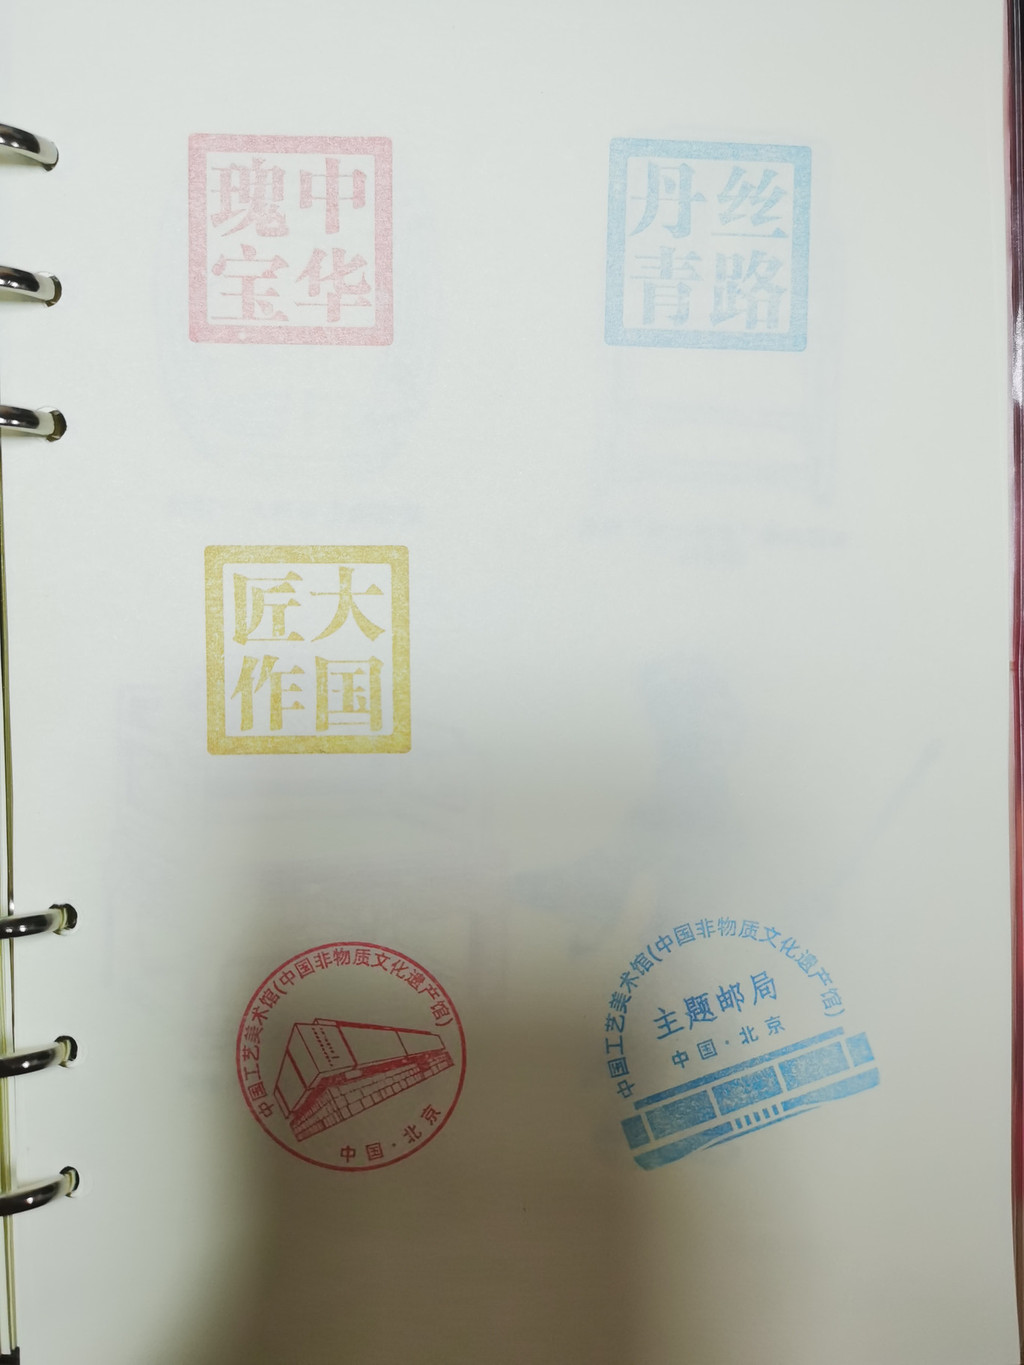 中华
瑰宝
丝路
丹青
大国
匠作
中国工艺美术馆(中国非物质文化遗产馆)
中国·北京
中国工艺美术馆(中国非物质文化遗产馆)
主题邮局
中国·北京